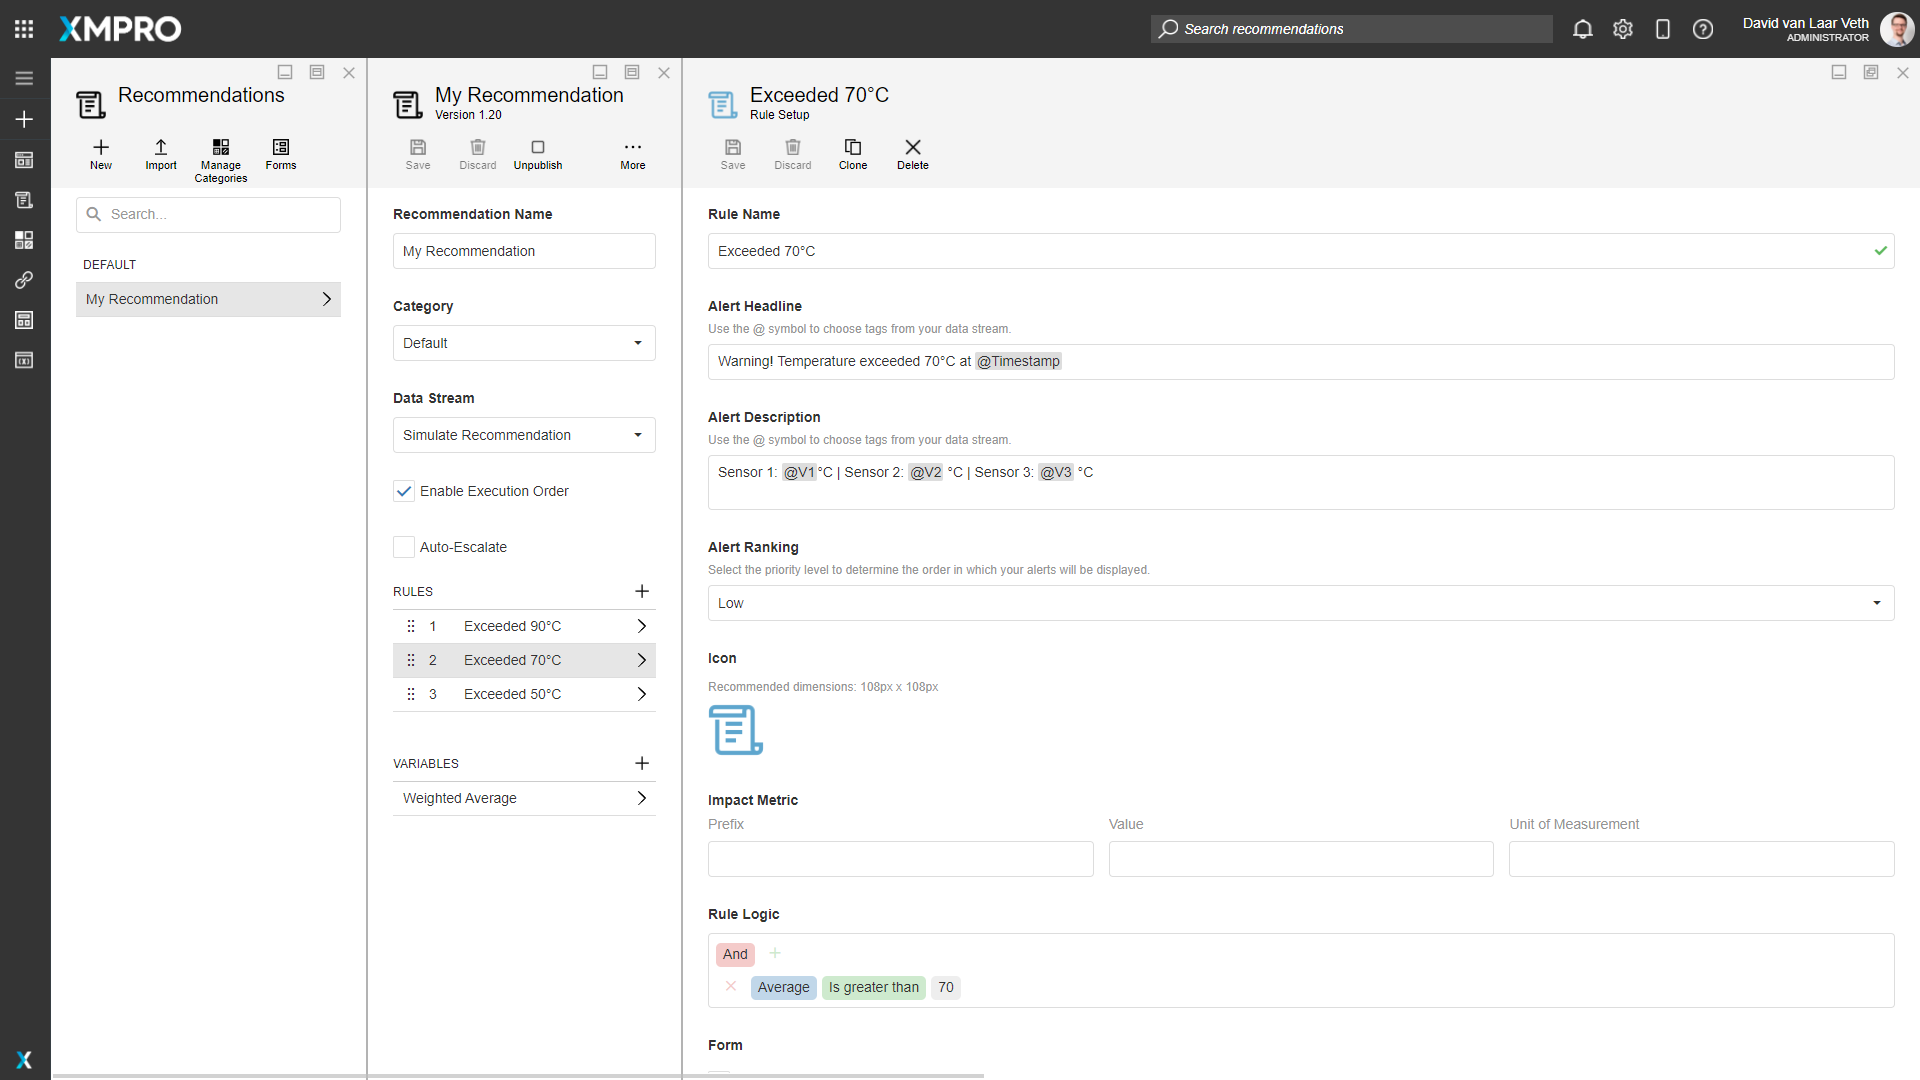 XMPRO
Search recommendations
David van Laar Veth
ADMINISTRATOR
Recommendations
New
Import
Manage
Categories
Forms
Search...
DEFAULT
My Recommendation
My Recommendation
Version 1.20
Save
Discard
Unpublish
More
Recommendation Name
My Recommendation
Category
Default
Data Stream
Simulate Recommendation
Enable Execution Order
Auto-Escalate
RULES
1 Exceeded 90°C
2 Exceeded 70°C
3 Exceeded 50°C
VARIABLES
Weighted Average
Exceeded 70°C
Rule Setup
Save
Discard
Clone
Delete
Rule Name
Exceeded 70°C
Alert Headline
Use the @ symbol to choose tags from your data stream.
Warning! Temperature exceeded 70°C at @Timestamp
Alert Description
Use the @ symbol to choose tags from your data stream.
Sensor 1: @V1°C | Sensor 2: @V2 °C | Sensor 3: @V3 °C
Alert Ranking
Select the priority level to determine the order in which your alerts will be displayed.
Low
Icon
Recommended dimensions: 108px x 108px
Impact Metric
Prefix
Value
Unit of Measurement
Rule Logic
And
Average Is greater than 70
Form